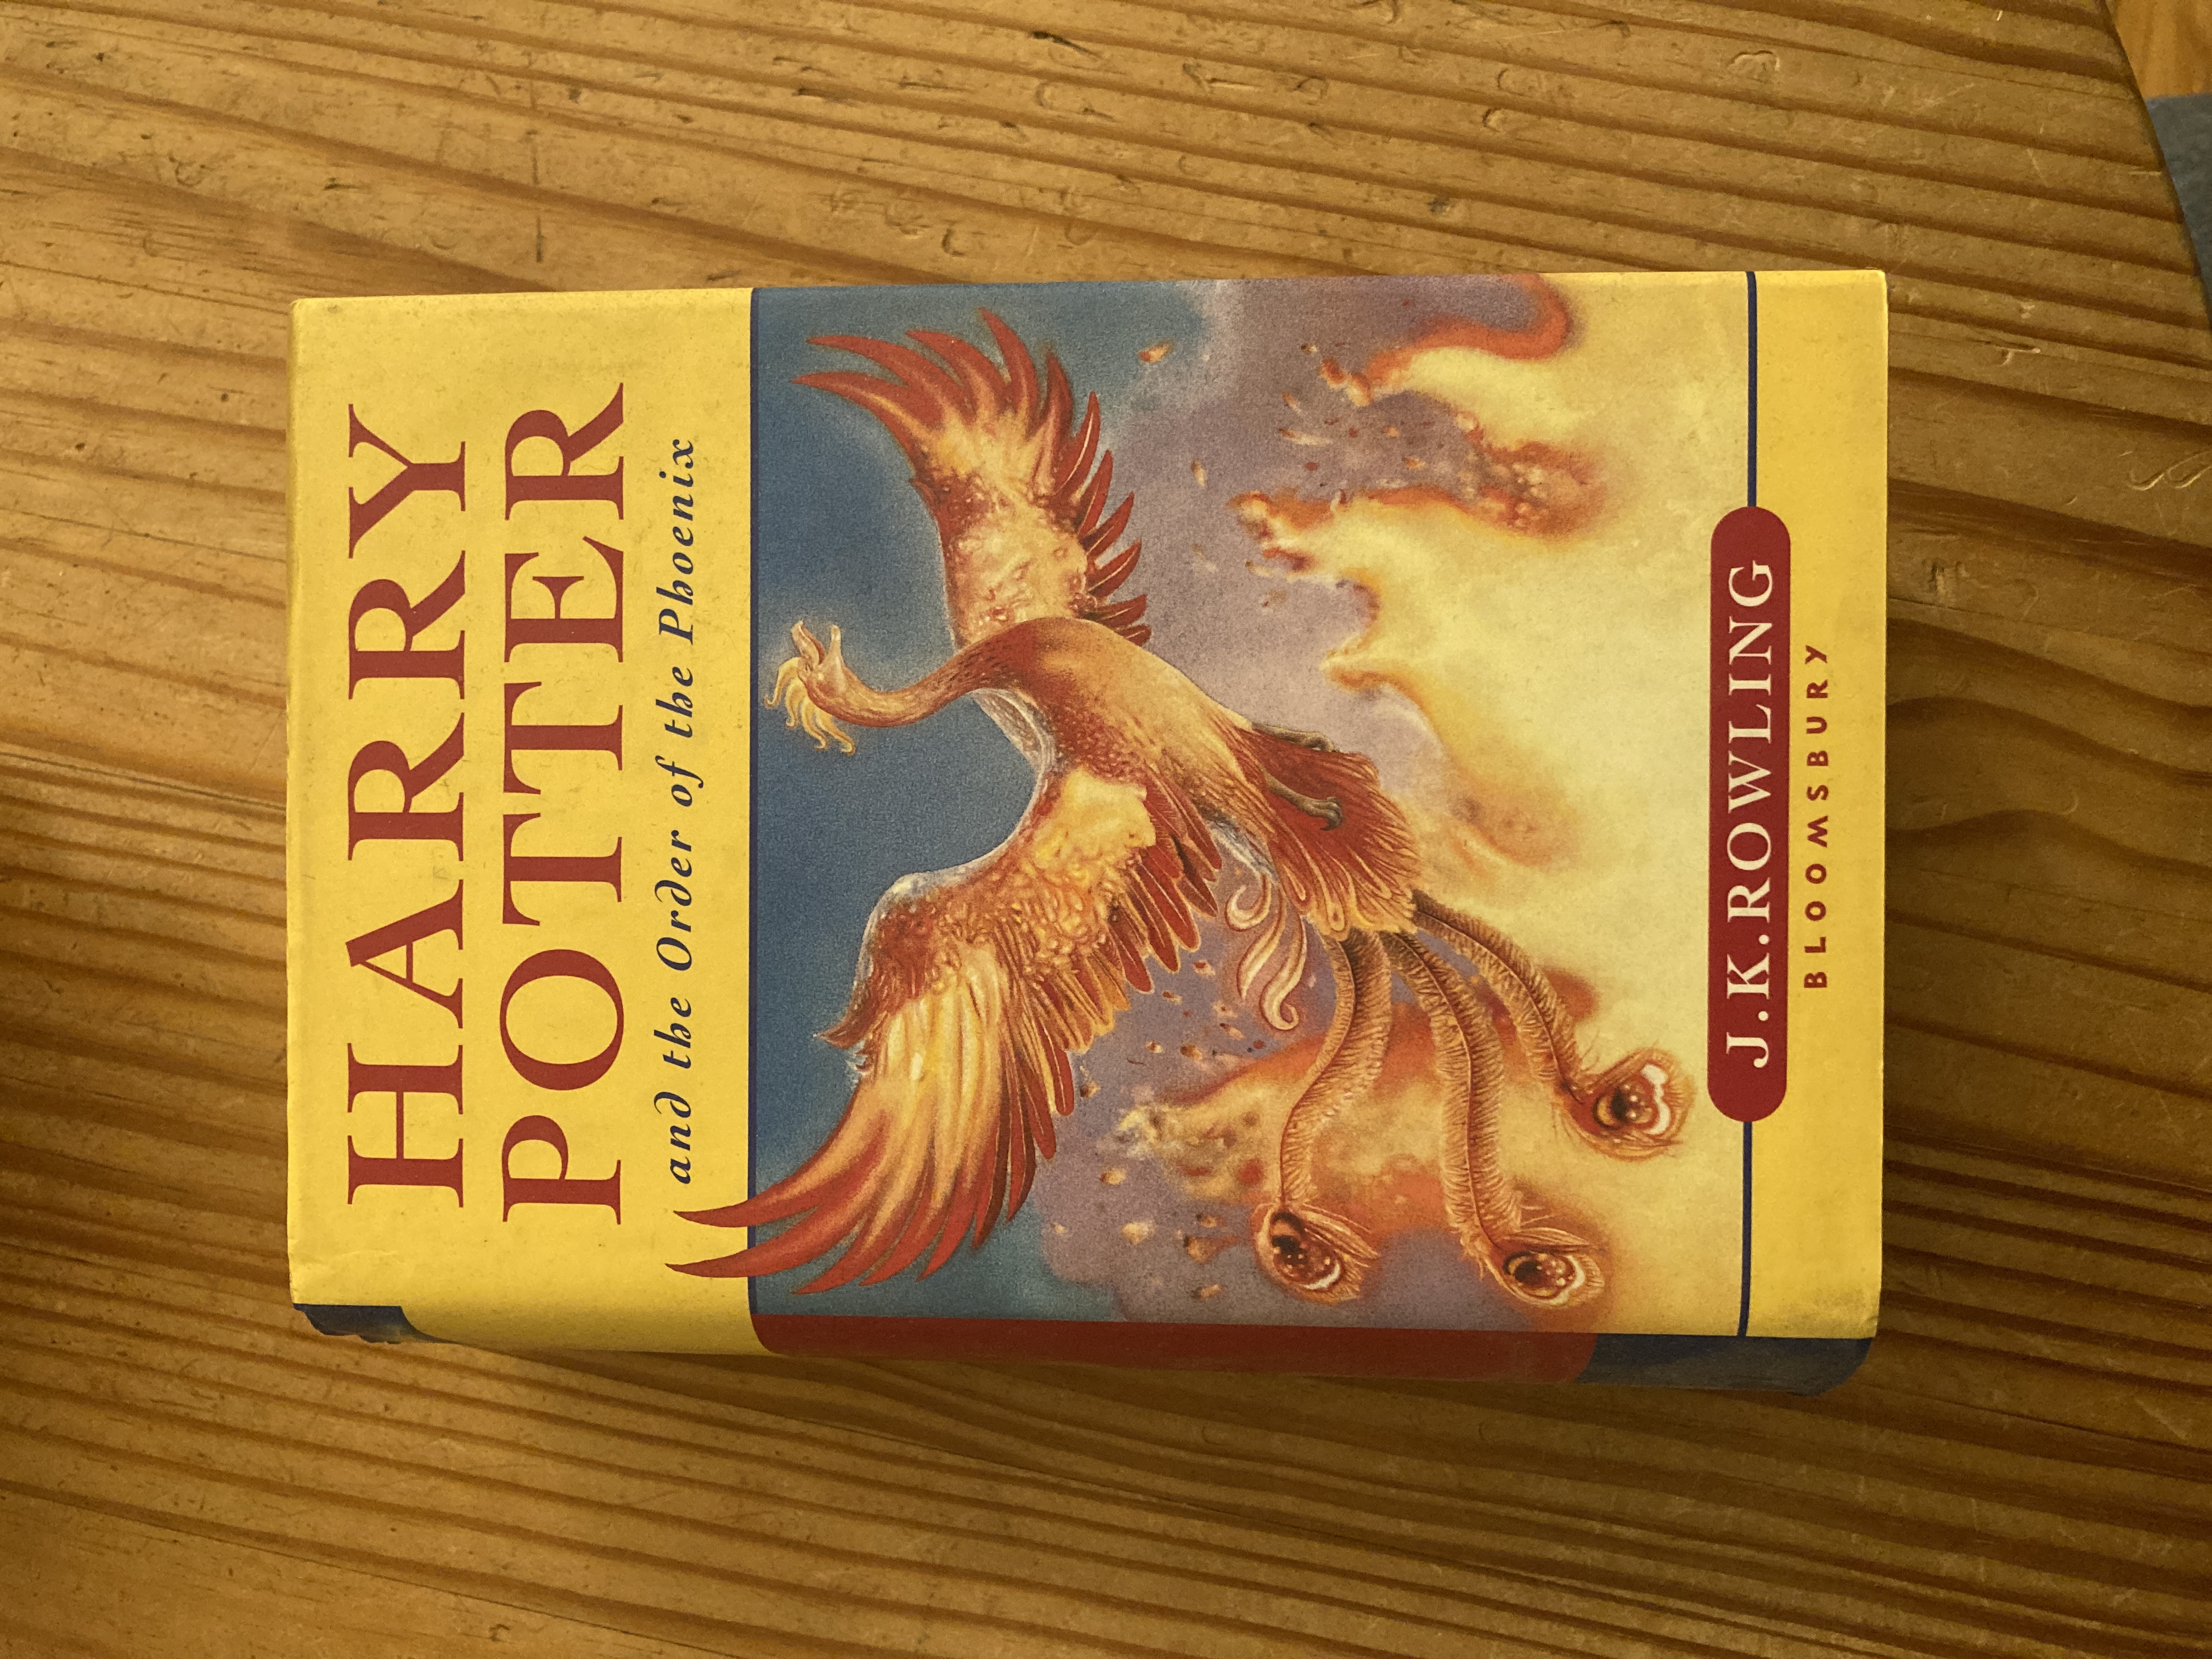 HARRY
POTTER
and the Order of the Phoenix
J.K.ROWLING
BLOOMSBURY